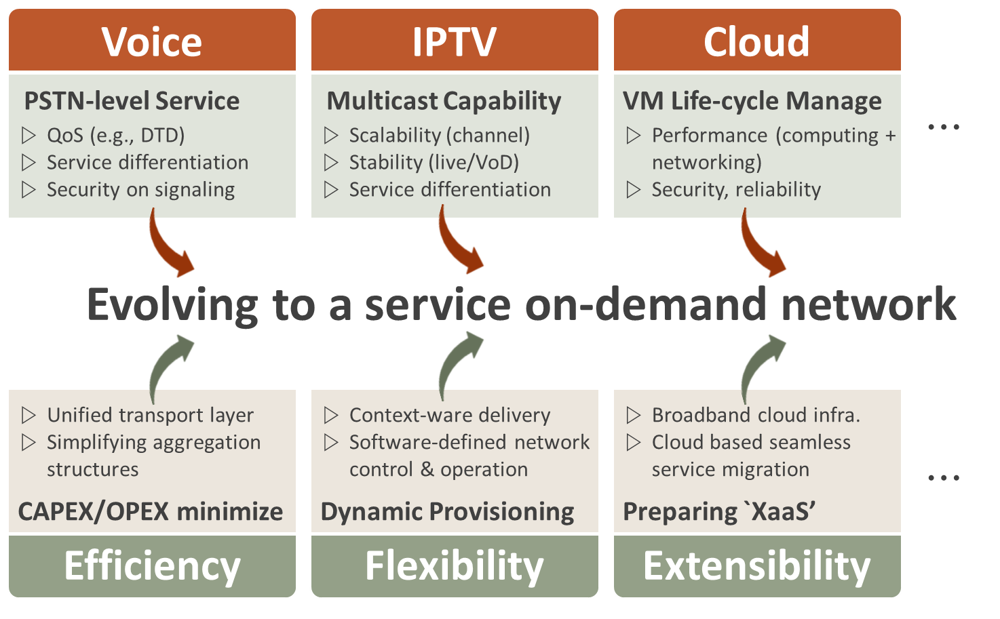 Voice
PSTN-level Service
▷ QoS (e.g., DTD)
▷ Service differentiation
▷ Security on signaling
IPTV
Multicast Capability
▷ Scalability (channel)
▷ Stability (live/VoD)
▷ Service differentiation
Cloud
VM Life-cycle Manage
▷ Performance (computing +
networking)
▷ Security, reliability
...
Evolving to a service on-demand network
▷ Unified transport layer
▷ Simplifying aggregation
structures
CAPEX/OPEX minimize
Efficiency
▷ Context-ware delivery
▷ Software-defined network
control & operation
Dynamic Provisioning
Flexibility
▷ Broadband cloud infra.
▷ Cloud based seamless
service migration
Preparing `XaaS’
Extensibility
...